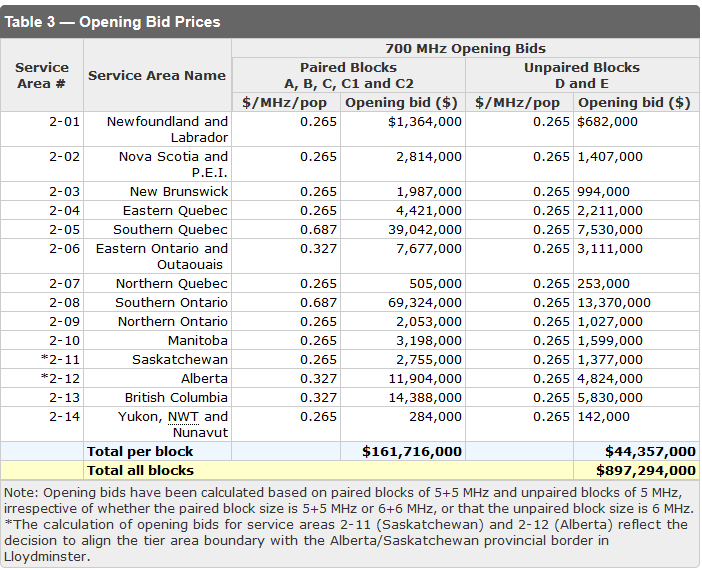 Table 3 — Opening Bid Prices
700 MHz Opening Bids
Service Area # Service Area Name Paired Blocks Unpaired Blocks
A, B, C, C1 and C2 D and E
$/MHz/pop Opening bid ($) $/MHz/pop Opening bid ($)
2-01 Newfoundland and 0.265 $1,364,000 0.265 $682,000
Labrador
2-02 Nova Scotia and 0.265 2,814,000 0.265 1,407,000
P.E.I.
2-03 New Brunswick 0.265 1,987,000 0.265 994,000
2-04 Eastern Quebec 0.265 4,421,000 0.265 2,211,000
2-05 Southern Quebec 0.687 39,042,000 0.265 7,530,000
2-06 Eastern Ontario and 0.327 7,677,000 0.265 3,111,000
Outaouais
2-07 Northern Quebec 0.265 505,000 0.265 253,000
2-08 Southern Ontario 0.687 69,324,000 0.265 13,370,000
2-09 Northern Ontario 0.265 2,053,000 0.265 1,027,000
2-10 Manitoba 0.265 3,198,000 0.265 1,599,000
*2-11 Saskatchewan 0.265 2,755,000 0.265 1,377,000
*2-12 Alberta 0.327 11,904,000 0.265 4,824,000
2-13 British Columbia 0.327 14,388,000 0.265 5,830,000
2-14 Yukon, NWT and 0.265 284,000 0.265 142,000
Nunavut
Total per block $161,716,000 $44,357,000
Total all blocks $897,294,000
Note: Opening bids have been calculated based on paired blocks of 5+5 MHz and unpaired blocks of 5 MHz,
irrespective of whether the paired block size is 5+5 MHz or 6+6 MHz, or that the unpaired block size is 6 MHz.
*The calculation of opening bids for service areas 2-11 (Saskatchewan) and 2-12 (Alberta) reflect the
decision to align the tier area boundary with the Alberta/Saskatchewan provincial border in
Lloydminster.